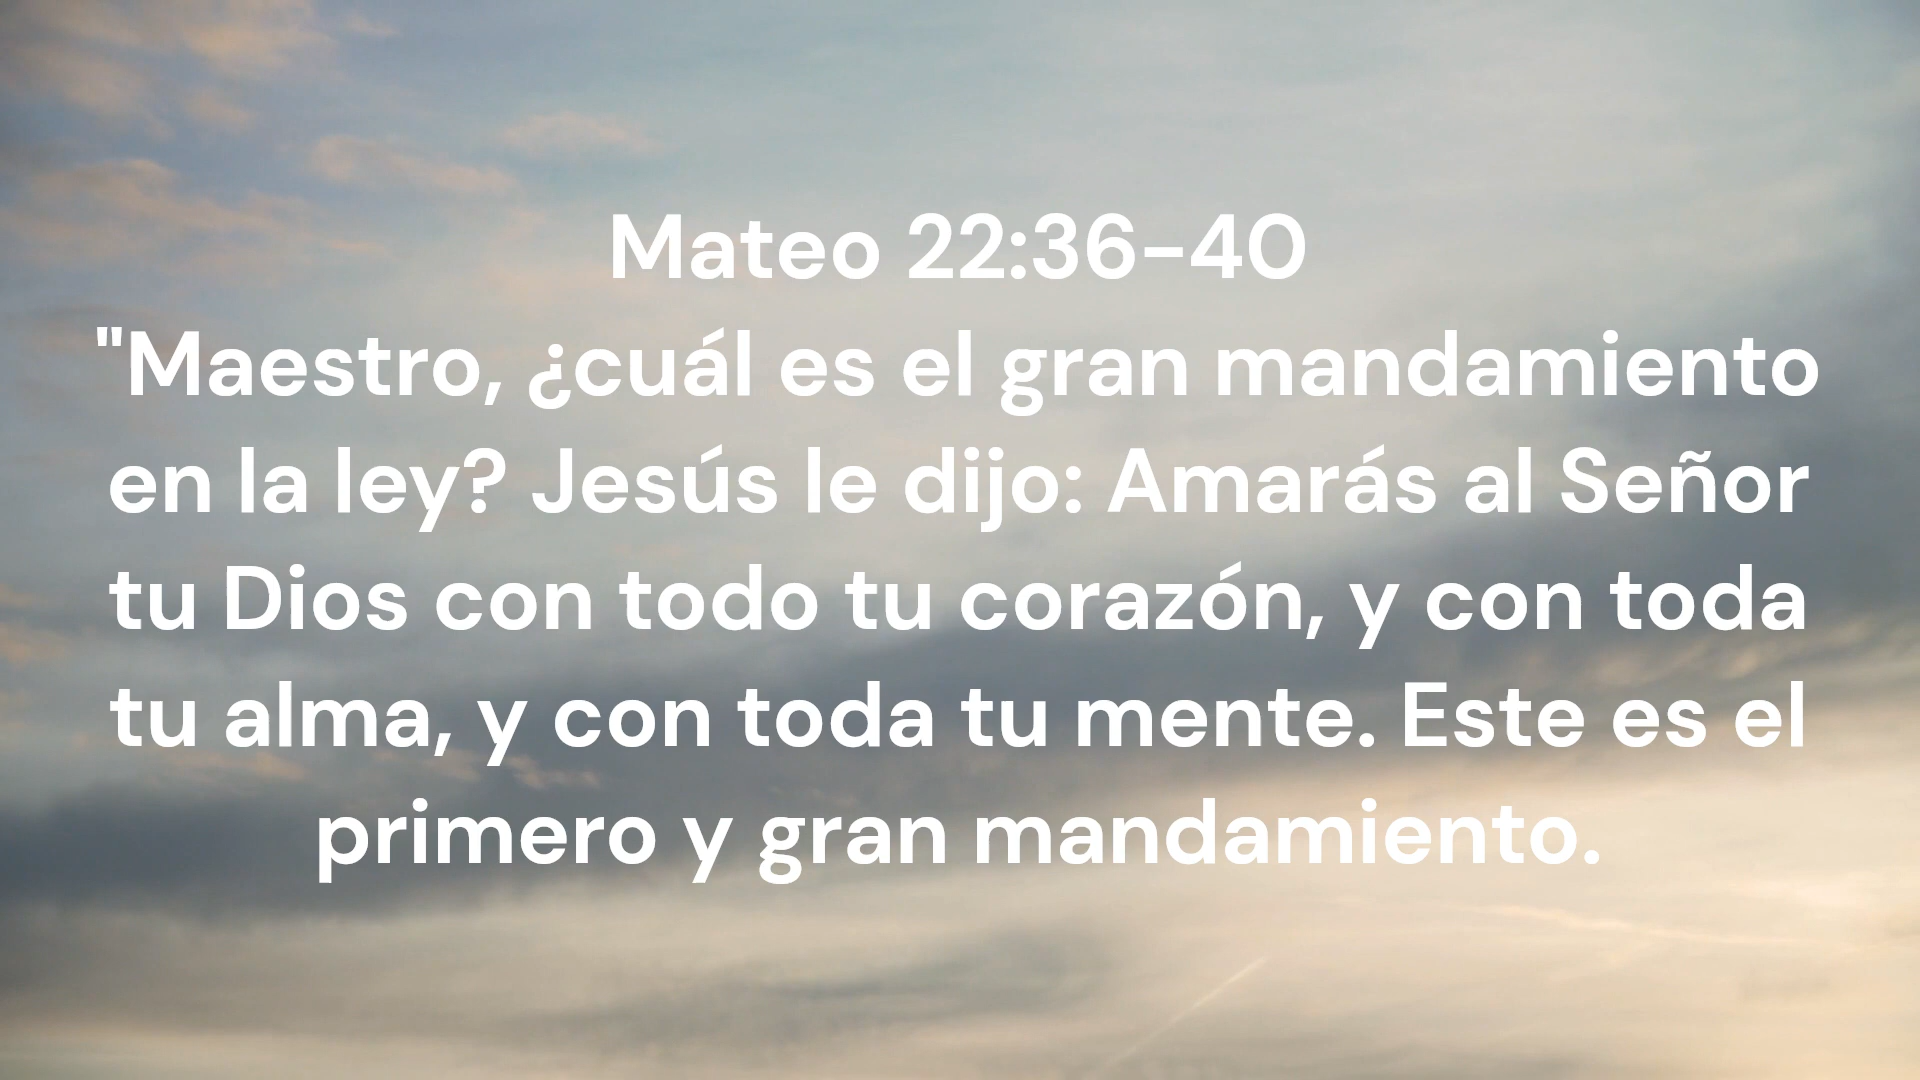 Mateo 22:36-40
"Maestro, ¿cuál es el gran mandamiento
en la ley? Jesús le dijo: Amarás al Señor
tu Dios con todo tu corazón, y con toda
tu alma, y con toda tu mente. Este es el
primero y gran mandamiento.